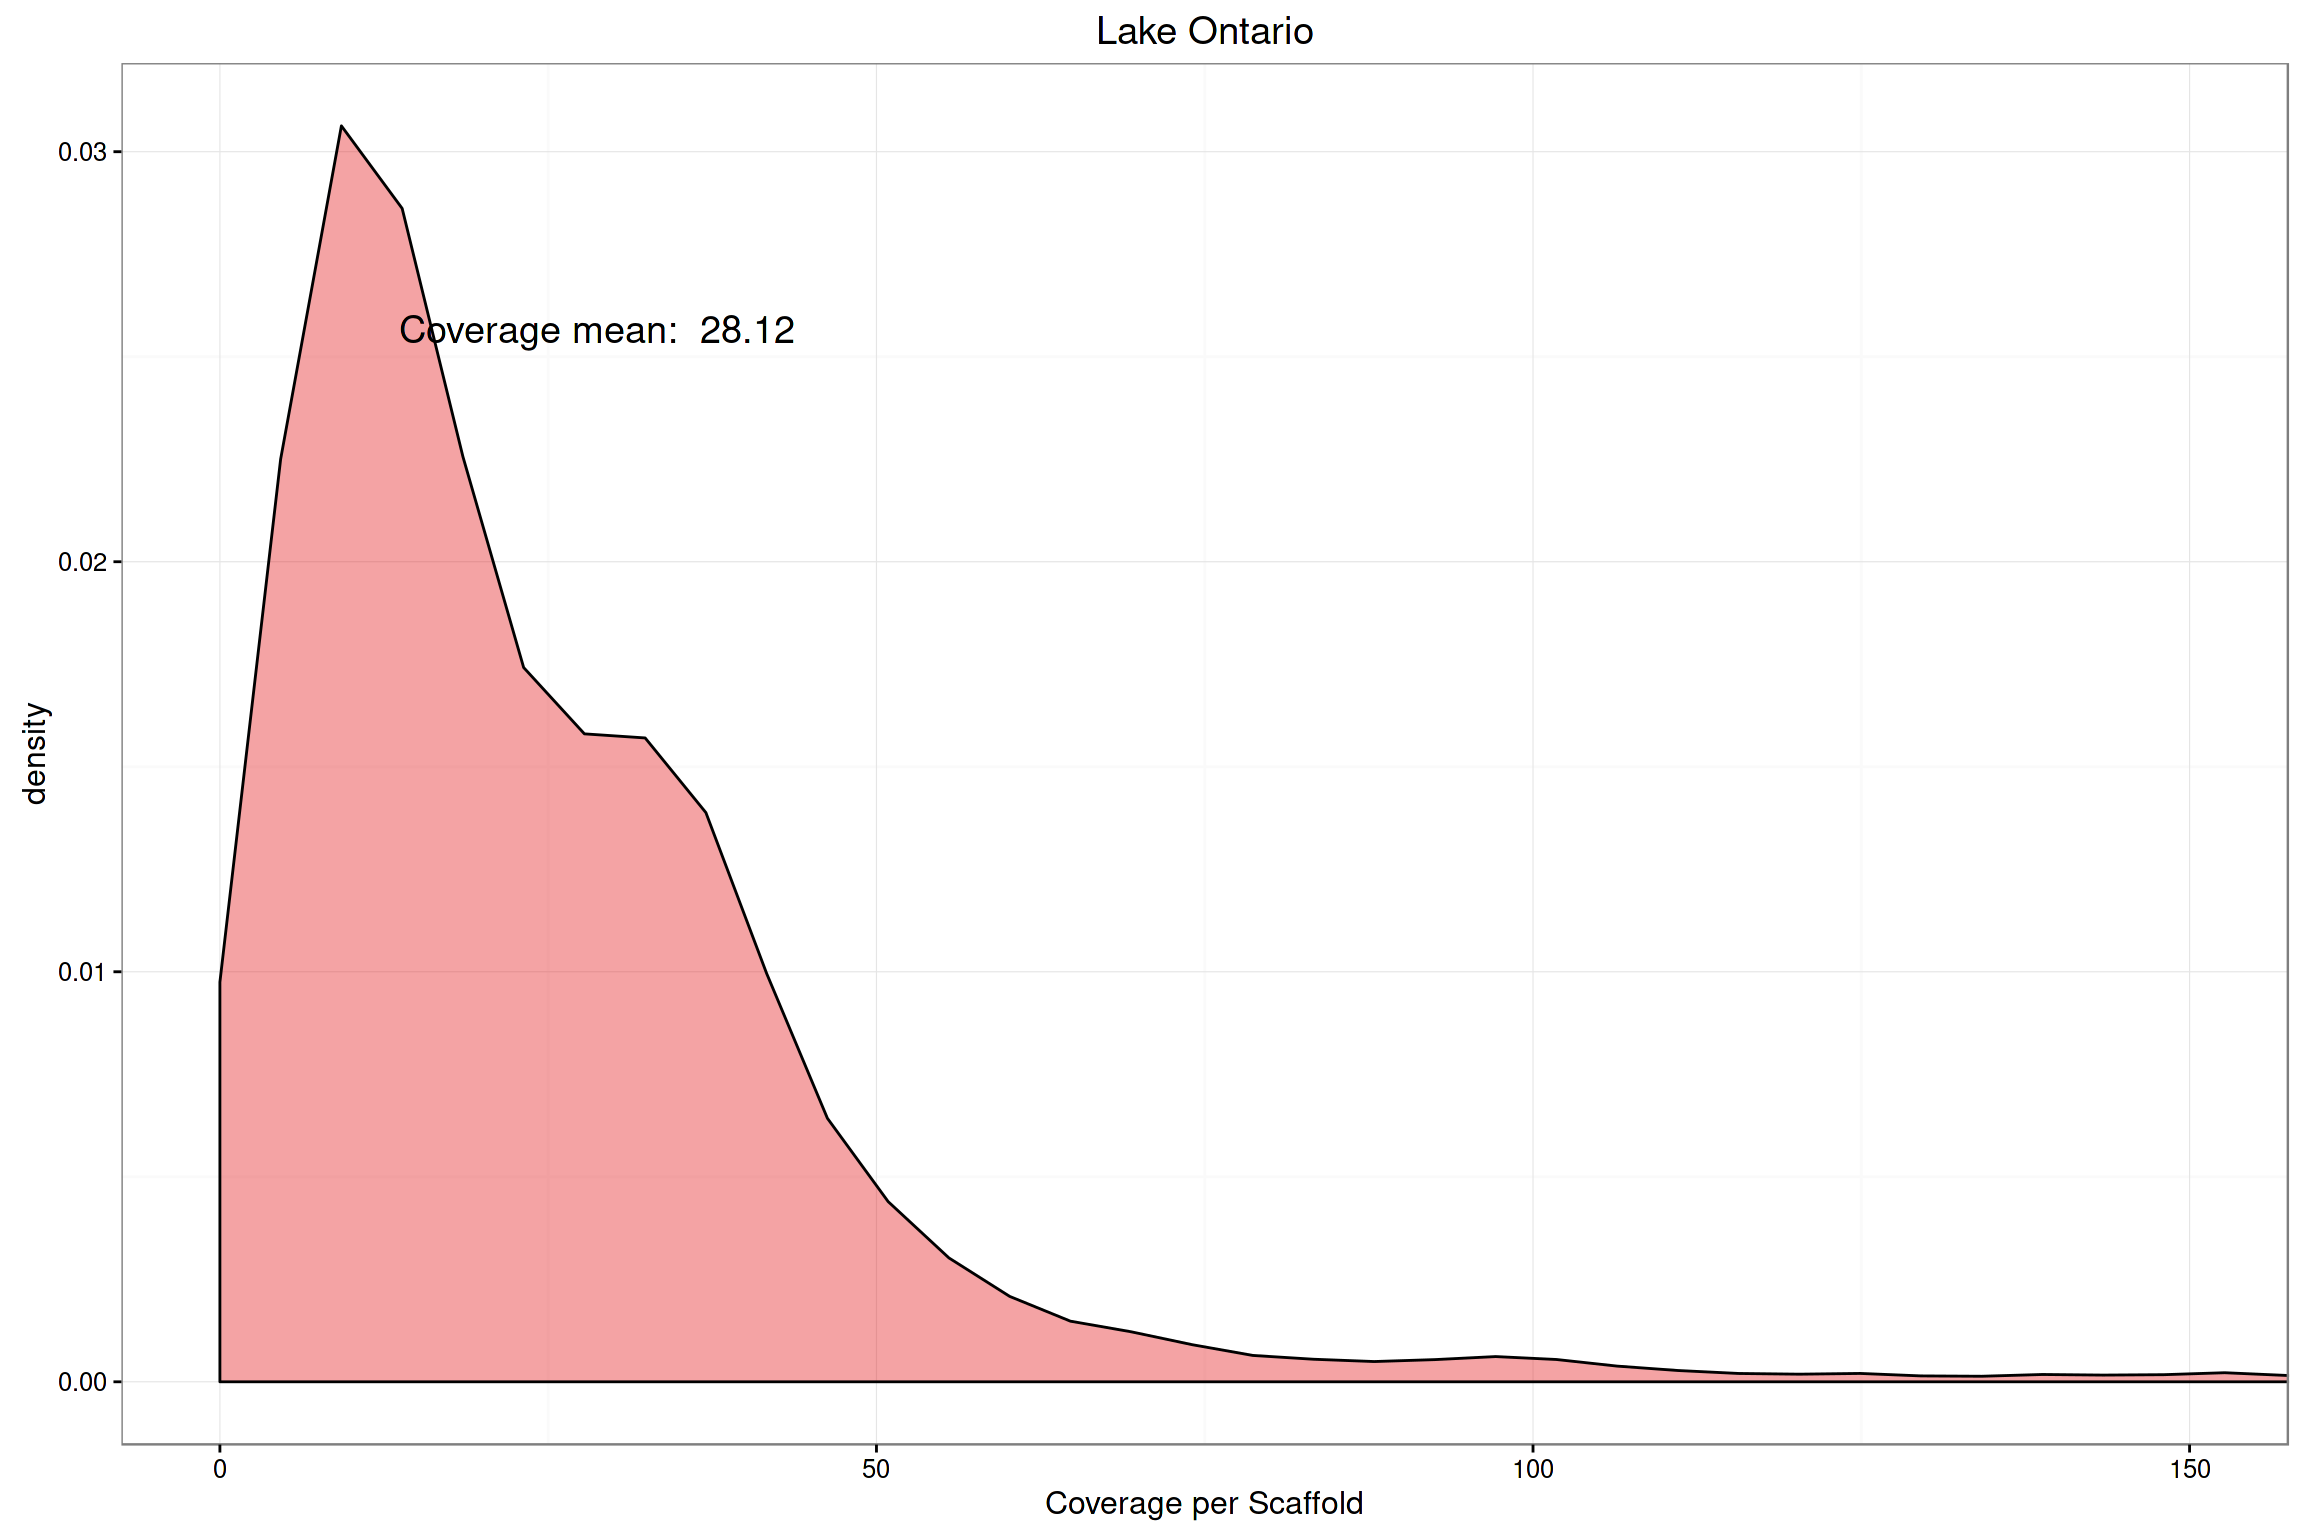 Lake Ontario
0.03
Coverage mean:  28.12
0.02
density
0.01
0.00
0 50 100 150
Coverage per Scaffold